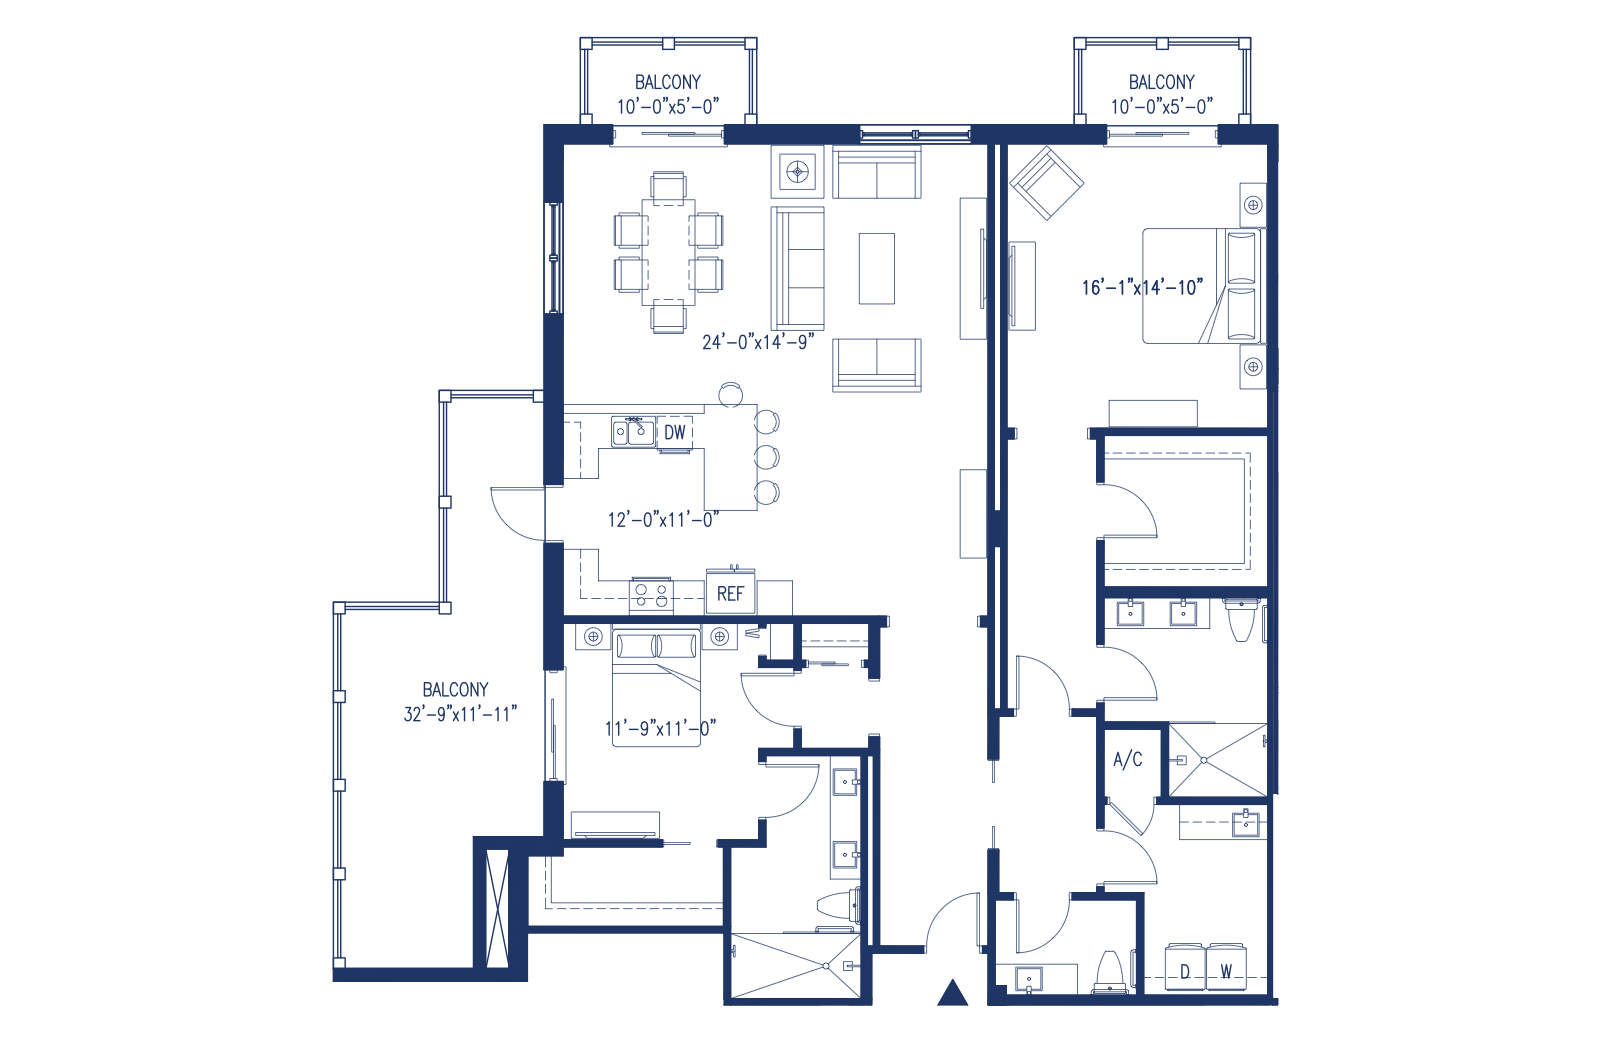 BALCONY
10'-0"x5'-0"
BALCONY
10'-0"x5'-0"
16'-1"x14'-10"
24'-0"x14'-9"
DW
12'-0"x11'-0"
REF
BALCONY
32'-9"x11'-11"
11'-9"x11'-0"
A/C
D
W